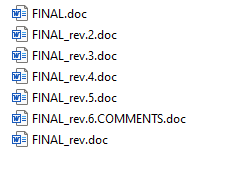 FINAL.doc
FINAL_rev.2.doc
FINAL_rev.3.doc
FINAL_rev.4.doc
FINAL_rev.5.doc
FINAL_rev.6.COMMENTS.doc
FINAL_rev.doc